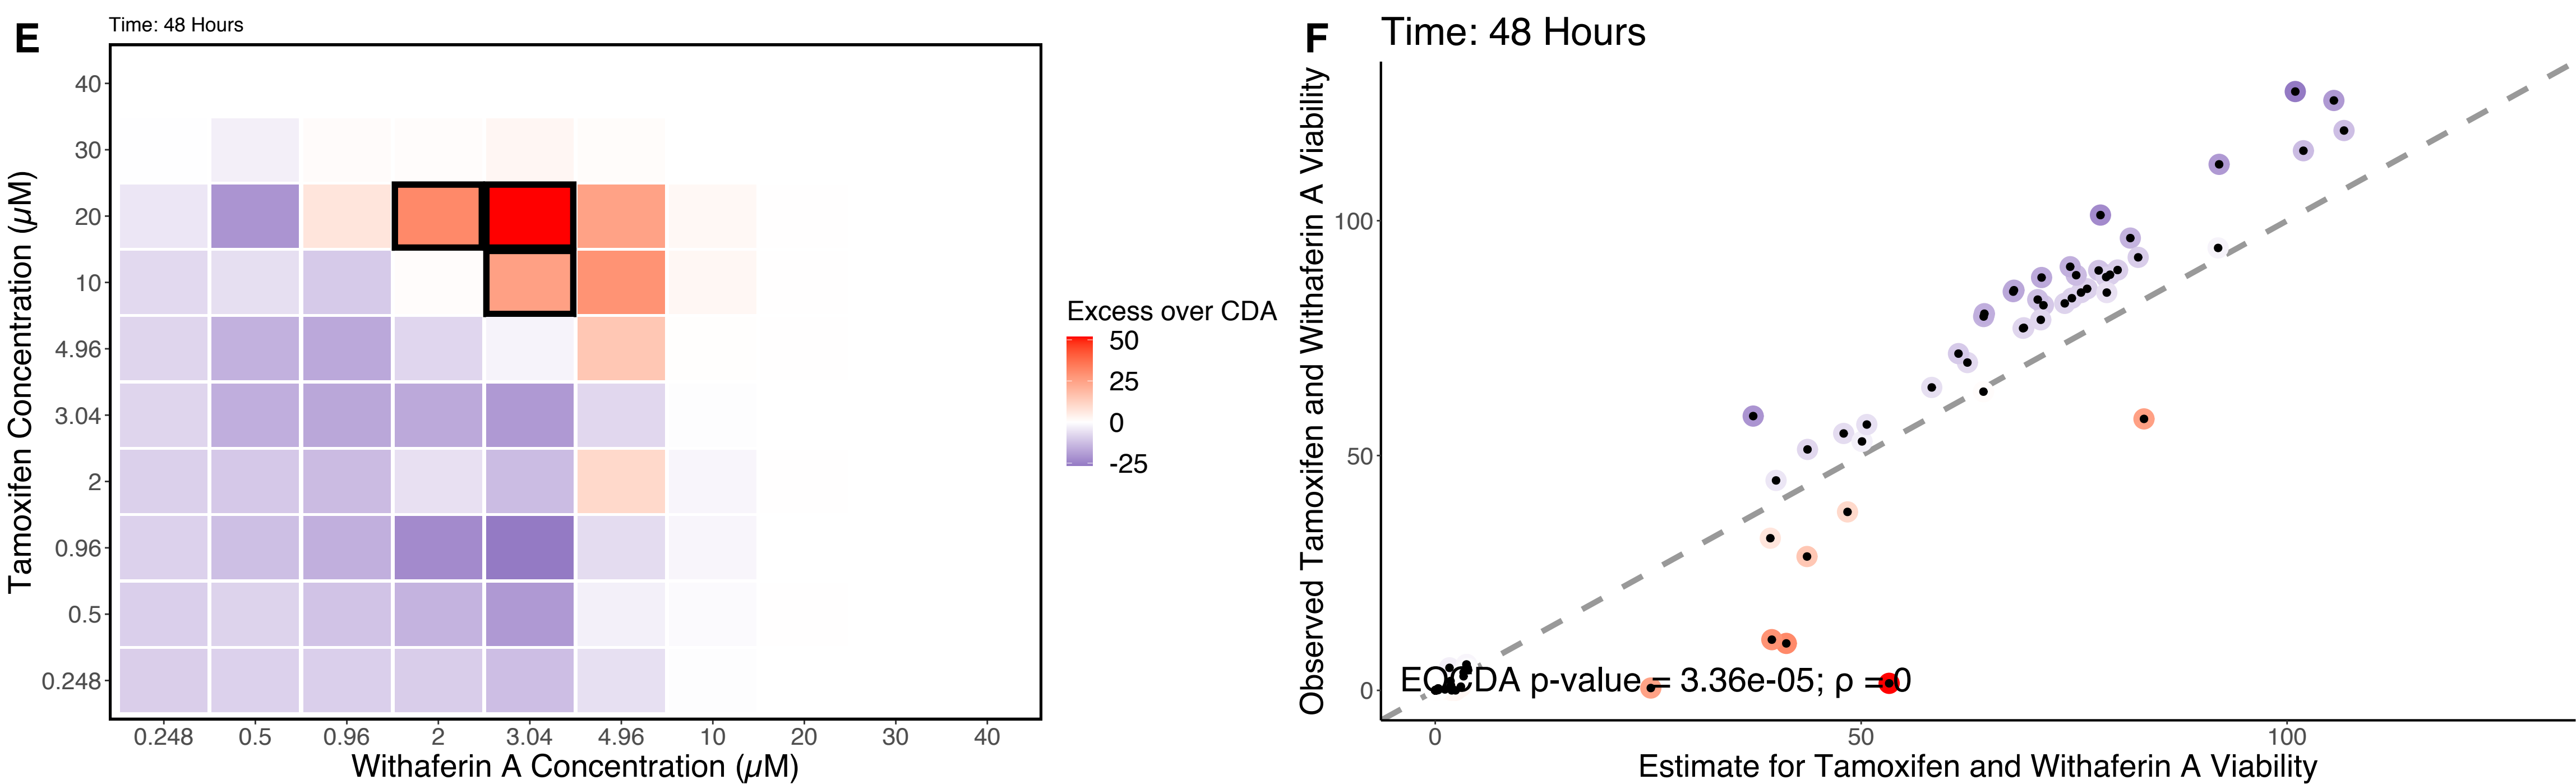 E
Time: 48 Hours
Tamoxifen Concentration (µM)
40
30
20
10
4.96
3.04
2
0.96
0.5
0.248
0.248 0.5 0.96 2 3.04 4.96 10 20 30 40
Withaferin A Concentration (µM)
Excess over CDA
50
25
0
-25
F
Time: 48 Hours
Observed Tamoxifen and Withaferin A Viability
100
50
0
p-value = 3.36e-05; ρ = 0
0 50 100
Estimate for Tamoxifen and Withaferin A Viability